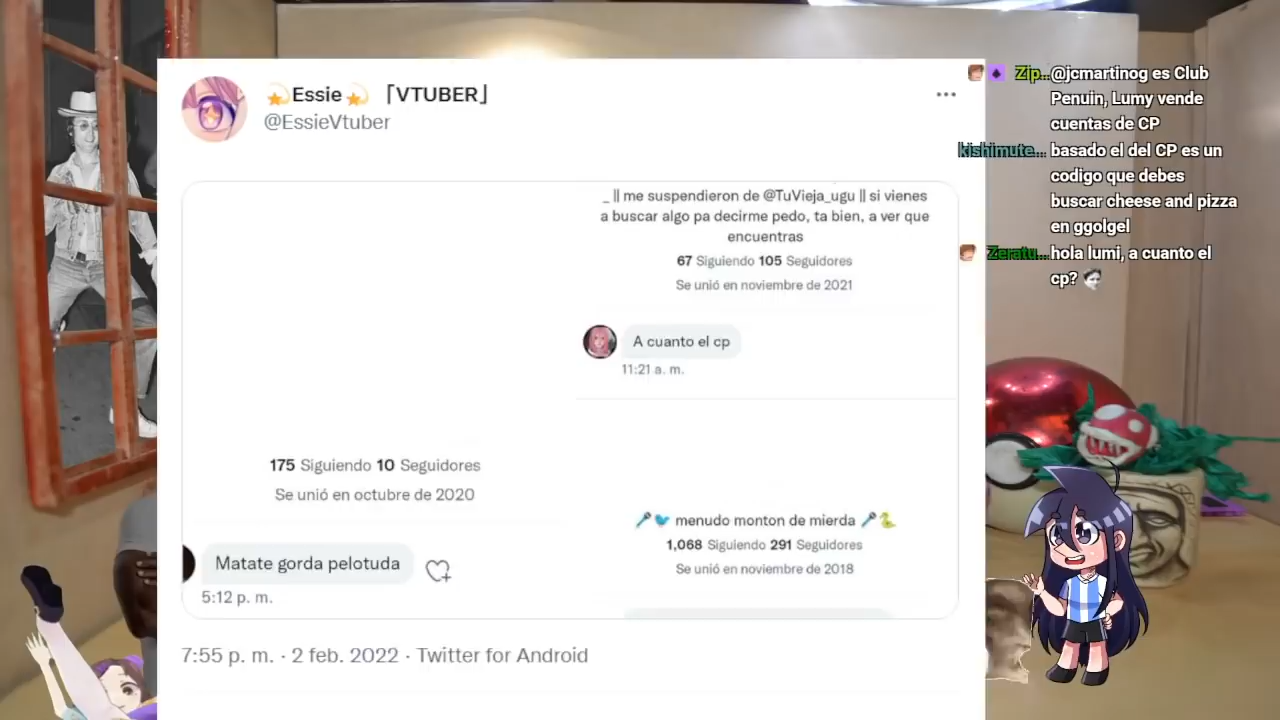 💫Essie💫 「VTUBER」
@EssieVtuber
_ || me suspendieron de @TuVieja_ugu || si vienes
a buscar algo pa decirme pedo, ta bien, a ver que
encuentras
67 Siguiendo 105 Seguidores
Se unió en noviembre de 2021
A cuanto el cp
11:21 a. m.
175 Siguiendo 10 Seguidores
Se unió en octubre de 2020
Matate gorda pelotuda
5:12 p. m.
🎤🐦 menudo monton de mierda 🎤🐍
1,068 Siguiendo 291 Seguidores
Se unió en noviembre de 2018
7:55 p. m. · 2 feb. 2022 · Twitter for Android
Zip... @jcmartinog es Club
Penuin, Lumy vende
cuentas de CP
kishimute... basado el del CP es un
codigo que debes
buscar cheese and pizza
en ggolgel
Zeratu... hola lumi, a cuanto el
cp?